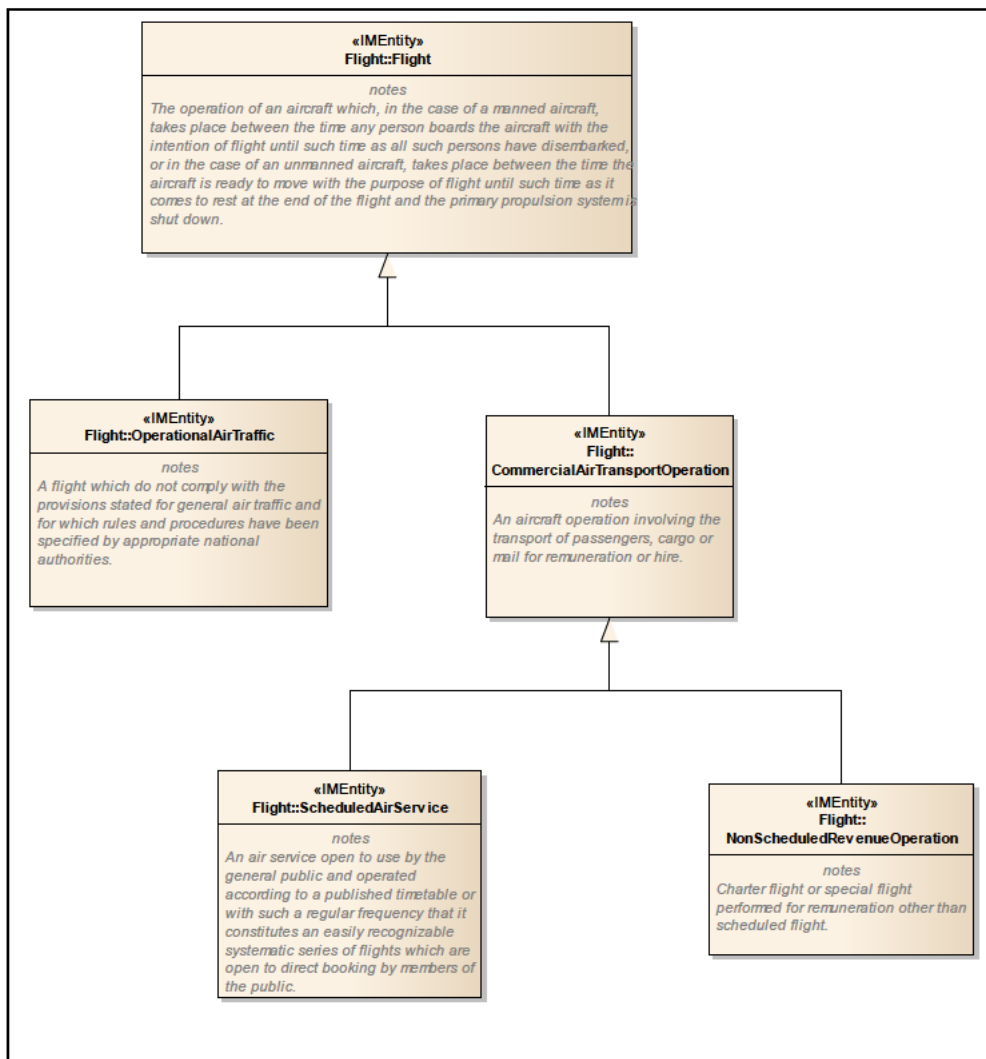 «IMEntity»
Flight::Flight
notes
The operation of an aircraft which, in the case of a manned aircraft,
takes place between the time any person boards the aircraft with the
intention of flight until such time as all such persons have disembarked,
or in the case of an unmanned aircraft, takes place between the time the
aircraft is ready to move with the purpose of flight until such time as it
comes to rest at the end of the flight and the primary propulsion system is
shut down.
«IMEntity»
Flight::OperationalAirTraffic
notes
A flight which do not comply with the
provisions stated for general air traffic and
for which rules and procedures have been
specified by appropriate national
authorities.
«IMEntity»
Flight::
CommercialAirTransportOperation
notes
An aircraft operation involving the
transport of passengers, cargo or
mail for remuneration or hire.
«IMEntity»
Flight::ScheduledAirService
notes
An air service open to use by the
general public and operated
according to a published timetable or
with such a regular frequency that it
constitutes an easily recognizable
systematic series of flights which are
open to direct booking by members of
the public.
«IMEntity»
Flight::
NonScheduledRevenueOperation
notes
Charter flight or special flight
performed for remuneration other than
scheduled flight.